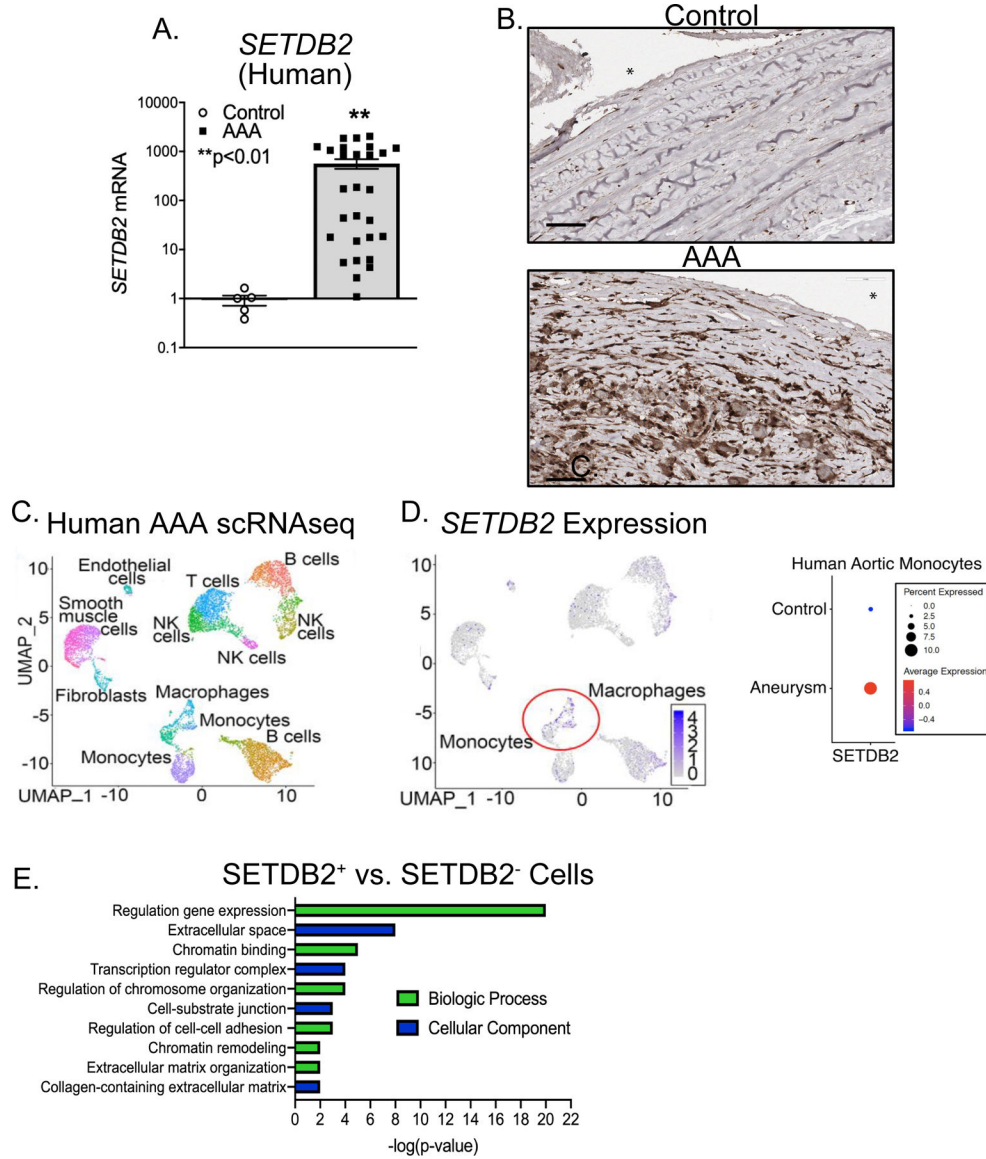 A.
SETDB2
(Human)
SETDB2 mRNA
10000
1000
100
10
1
0.1
Control
AAA
**p<0.01
**
B.
Control
*
AAA
*
C.
C.
Human AAA scRNAseq
UMAP_2
10
5
0
-5
-10
Endothelial
cells
Smooth
muscle
cells
Fibroblasts
T cells
NK
cells
NK cells
B cells
NK
cells
Macrophages
Monocytes
B cells
Monocytes
UMAP_1 -10 0 10
D.
SETDB2 Expression
10
5
0
-5
-10
Macrophages
Monocytes
4
3
2
1
0
UMAP_1 -10 0 10
Human Aortic Monocytes
Control
Aneurysm
SETDB2
Percent Expressed
0.0
2.5
5.0
7.5
10.0
Average Expression
0.4
0.0
-0.4
E.
SETDB2+ vs. SETDB2- Cells
Regulation gene expression
Extracellular space
Chromatin binding
Transcription regulator complex
Regulation of chromosome organization
Cell-substrate junction
Regulation of cell-cell adhesion
Chromatin remodeling
Extracellular matrix organization
Collagen-containing extracellular matrix
Biologic Process
Cellular Component
0 2 4 6 8 10 12 14 16 18 20 22
-log(p-value)